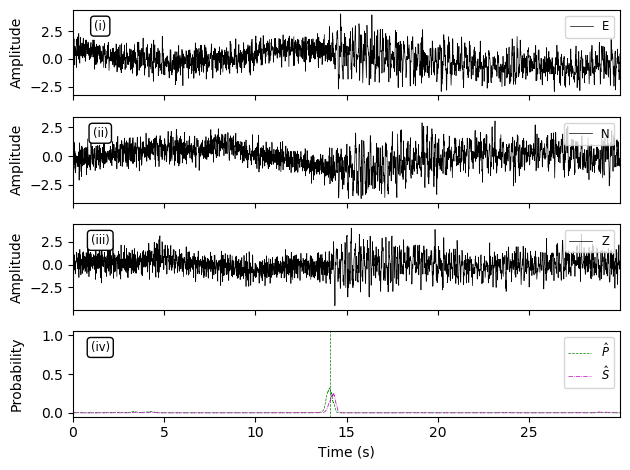 (i)
E
Amplitude
2.5
0.0
−2.5
(ii)
N
Amplitude
2.5
0.0
−2.5
(iii)
Z
Amplitude
2.5
0.0
−2.5
(iv)
P̂
Ŝ
Probability
1.0
0.5
0.0
0 5 10 15 20 25
Time (s)